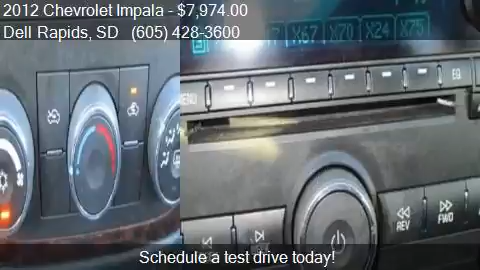 2012 Chevrolet Impala - $7,974.00
Dell Rapids, SD (605) 428-3600
X67 X70 X24 X75
MENU
EQ
REV FWD
Schedule a test drive today!